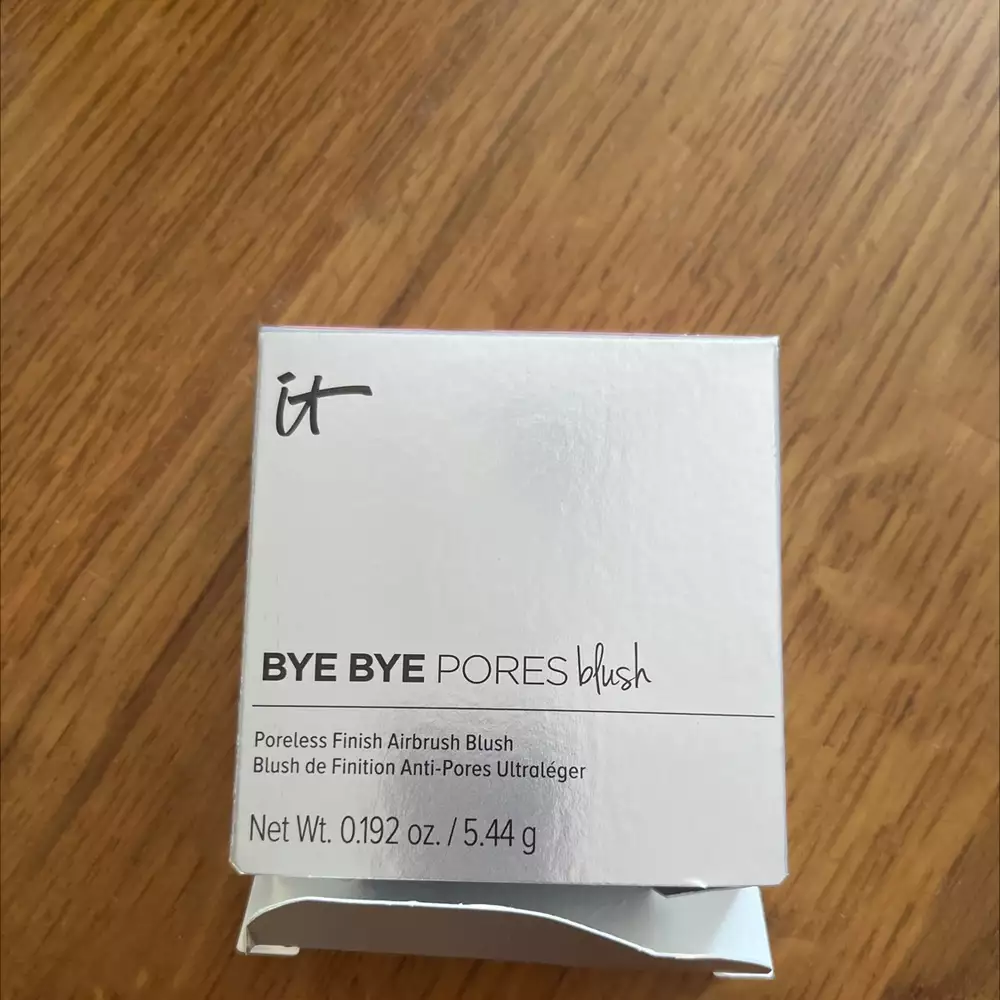 it
BYE BYE PORES blush
Poreless Finish Airbrush Blush
Blush de Finition Anti-Pores Ultraléger
Net Wt. 0.192 oz. / 5.44 g